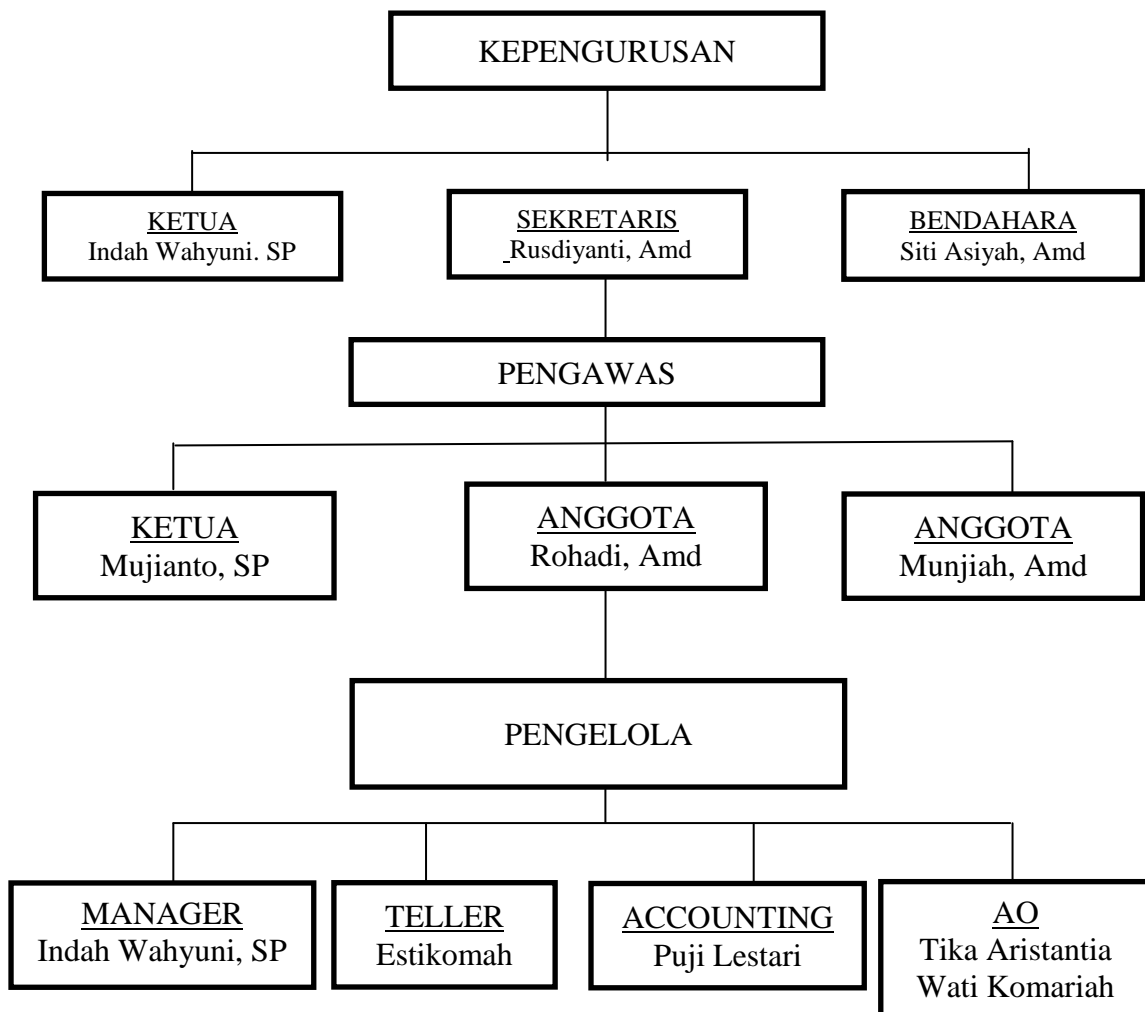 KEPENGURUSAN
KETUA
Indah Wahyuni. SP
SEKRETARIS
Rusdiyanti, Amd
BENDAHARA
Siti Asiyah, Amd
PENGAWAS
KETUA
Mujianto, SP
ANGGOTA
Rohadi, Amd
ANGGOTA
Munjiah, Amd
PENGELOLA
MANAGER
Indah Wahyuni, SP
TELLER
Estikomah
ACCOUNTING
Puji Lestari
AO
Tika Aristantia
Wati Komariah